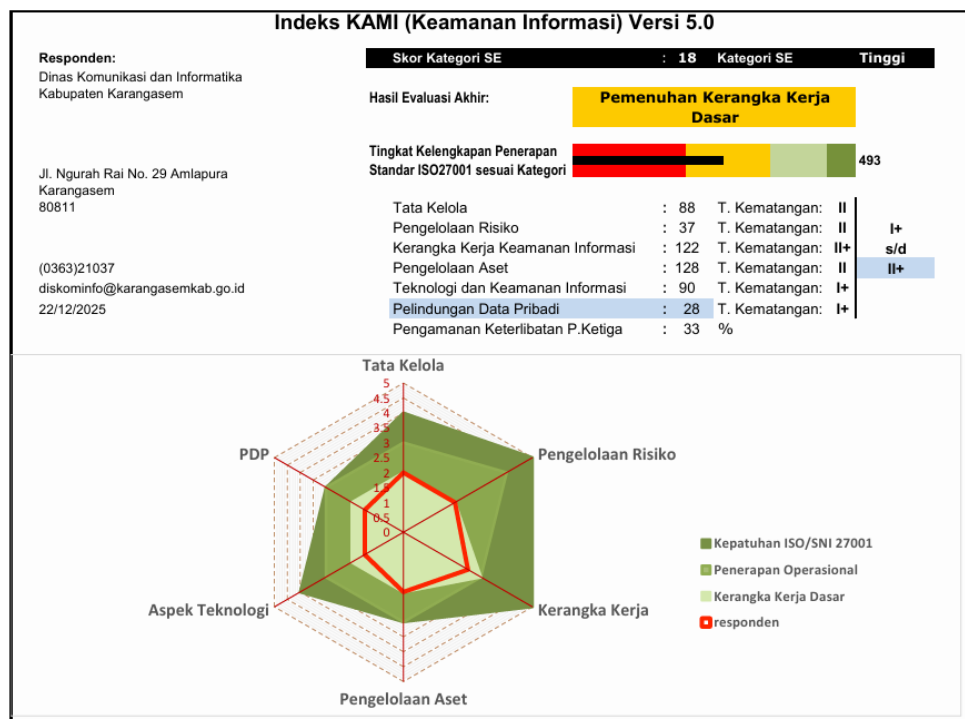 Indeks KAMI (Keamanan Informasi) Versi 5.0
Responden:
Dinas Komunikasi dan Informatika
Kabupaten Karangasem
Jl. Ngurah Rai No. 29 Amlapura
Karangasem
80811
(0363)21037
diskominfo@karangasemkab.go.id
22/12/2025
Skor Kategori SE : 18 Kategori SE Tinggi
Hasil Evaluasi Akhir: Pemenuhan Kerangka Kerja
Dasar
Tingkat Kelengkapan Penerapan
Standar ISO27001 sesuai Kategori 493
Tata Kelola : 88 T. Kematangan: II
Pengelolaan Risiko : 37 T. Kematangan: II I+
Kerangka Kerja Keamanan Informasi : 122 T. Kematangan: II+ s/d
Pengelolaan Aset : 128 T. Kematangan: II II+
Teknologi dan Keamanan Informasi : 90 T. Kematangan: I+
Pelindungan Data Pribadi : 28 T. Kematangan: I+
Pengamanan Keterlibatan P.Ketiga : 33 %
Tata Kelola
5
4.5
4
3.5
3
2.5
2
1.5
1
0.5
0
PDP
Pengelolaan Risiko
Aspek Teknologi
Kerangka Kerja
Pengelolaan Aset
Kepatuhan ISO/SNI 27001
Penerapan Operasional
Kerangka Kerja Dasar
responden